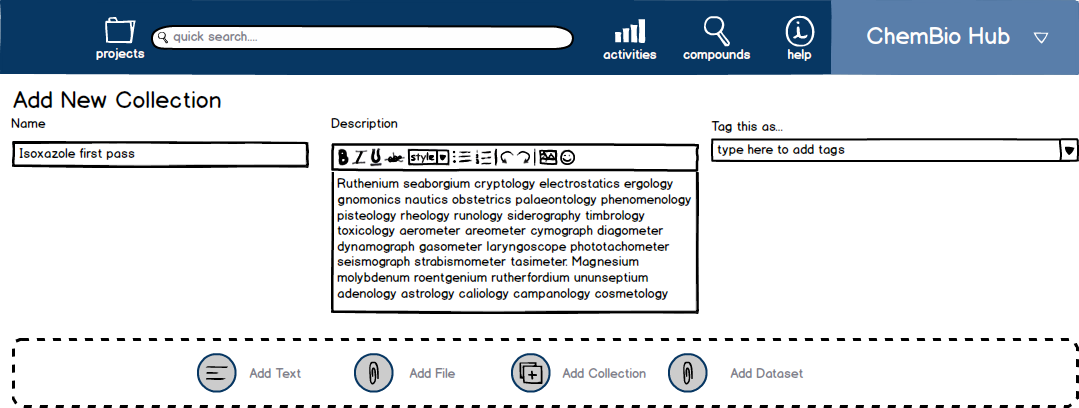 projects
quick search....
activities
compounds
help
ChemBio Hub
Add New Collection
Name
Isoxazole first pass
Description
B I U abc style
Ruthenium seaborgium cryptology electrostatics ergology
gnomonics nautics obstetrics palaeontology phenomenology
pisteology rheology runology siderography timbrology
toxicology aerometer areometer cymograph diagometer
dynamograph gasometer laryngoscope phototachometer
seismograph strabismometer tasimeter. Magnesium
molybdenum roentgenium rutherfordium ununseptium
adenology astrology caliology campanology cosmetology
Tag this as...
type here to add tags
Add Text
Add File
Add Collection
Add Dataset